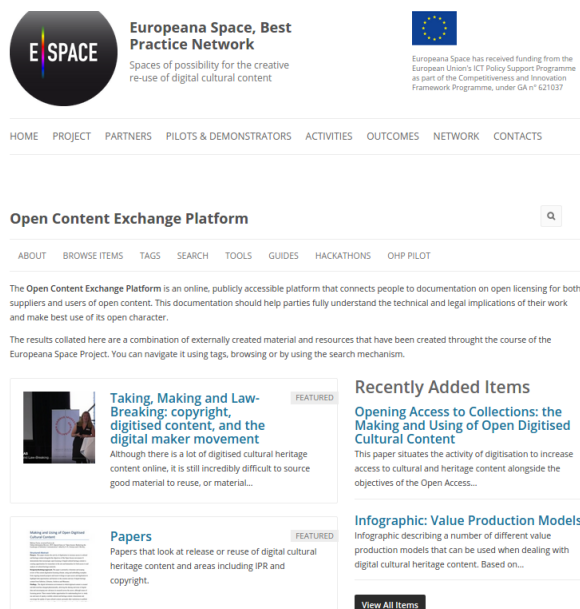 E SPACE
Europeana Space, Best
Practice Network
Spaces of possibility for the creative
re-use of digital cultural content
Europeana Space has received funding from the
European Union's ICT Policy Support Programme
as part of the Competitiveness and Innovation
Framework Programme, under GA n° 621037
HOME PROJECT PARTNERS PILOTS & DEMONSTRATORS ACTIVITIES OUTCOMES NETWORK CONTACTS
Open Content Exchange Platform
ABOUT BROWSE ITEMS TAGS SEARCH TOOLS GUIDES HACKATHONS OHP PILOT
The Open Content Exchange Platform is an online, publicly accessible platform that connects people to documentation on open licensing for both
suppliers and users of open content. This documentation should help parties fully understand the technical and legal implications of their work
and make best use of its open character.
The results collated here are a combination of externally created material and resources that have been created throught the course of the
Europeana Space Project. You can navigate it using tags, browsing or by using the search mechanism.
Taking, Making and Law-
Breaking: copyright,
digitised content, and the
digital maker movement
FEATURED
Although there is a lot of digitised cultural heritage
content online, it is still incredibly difficult to source
good material to reuse, or material...
Papers
FEATURED
Papers that look at release or reuse of digital cultural
heritage content and areas including IPR and
copyright.
Making and Using of Open Digitised
Cultural Content
Recently Added Items
Opening Access to Collections: the
Making and Using of Open Digitised
Cultural Content
This paper situates the activity of digitisation to increase
access to cultural and heritage content alongside the
objectives of the Open Access...
Infographic: Value Production Models
Infographic describing a number of different value
production models that can be used when dealing with
digital cultural heritage content. Based on...
View All Items